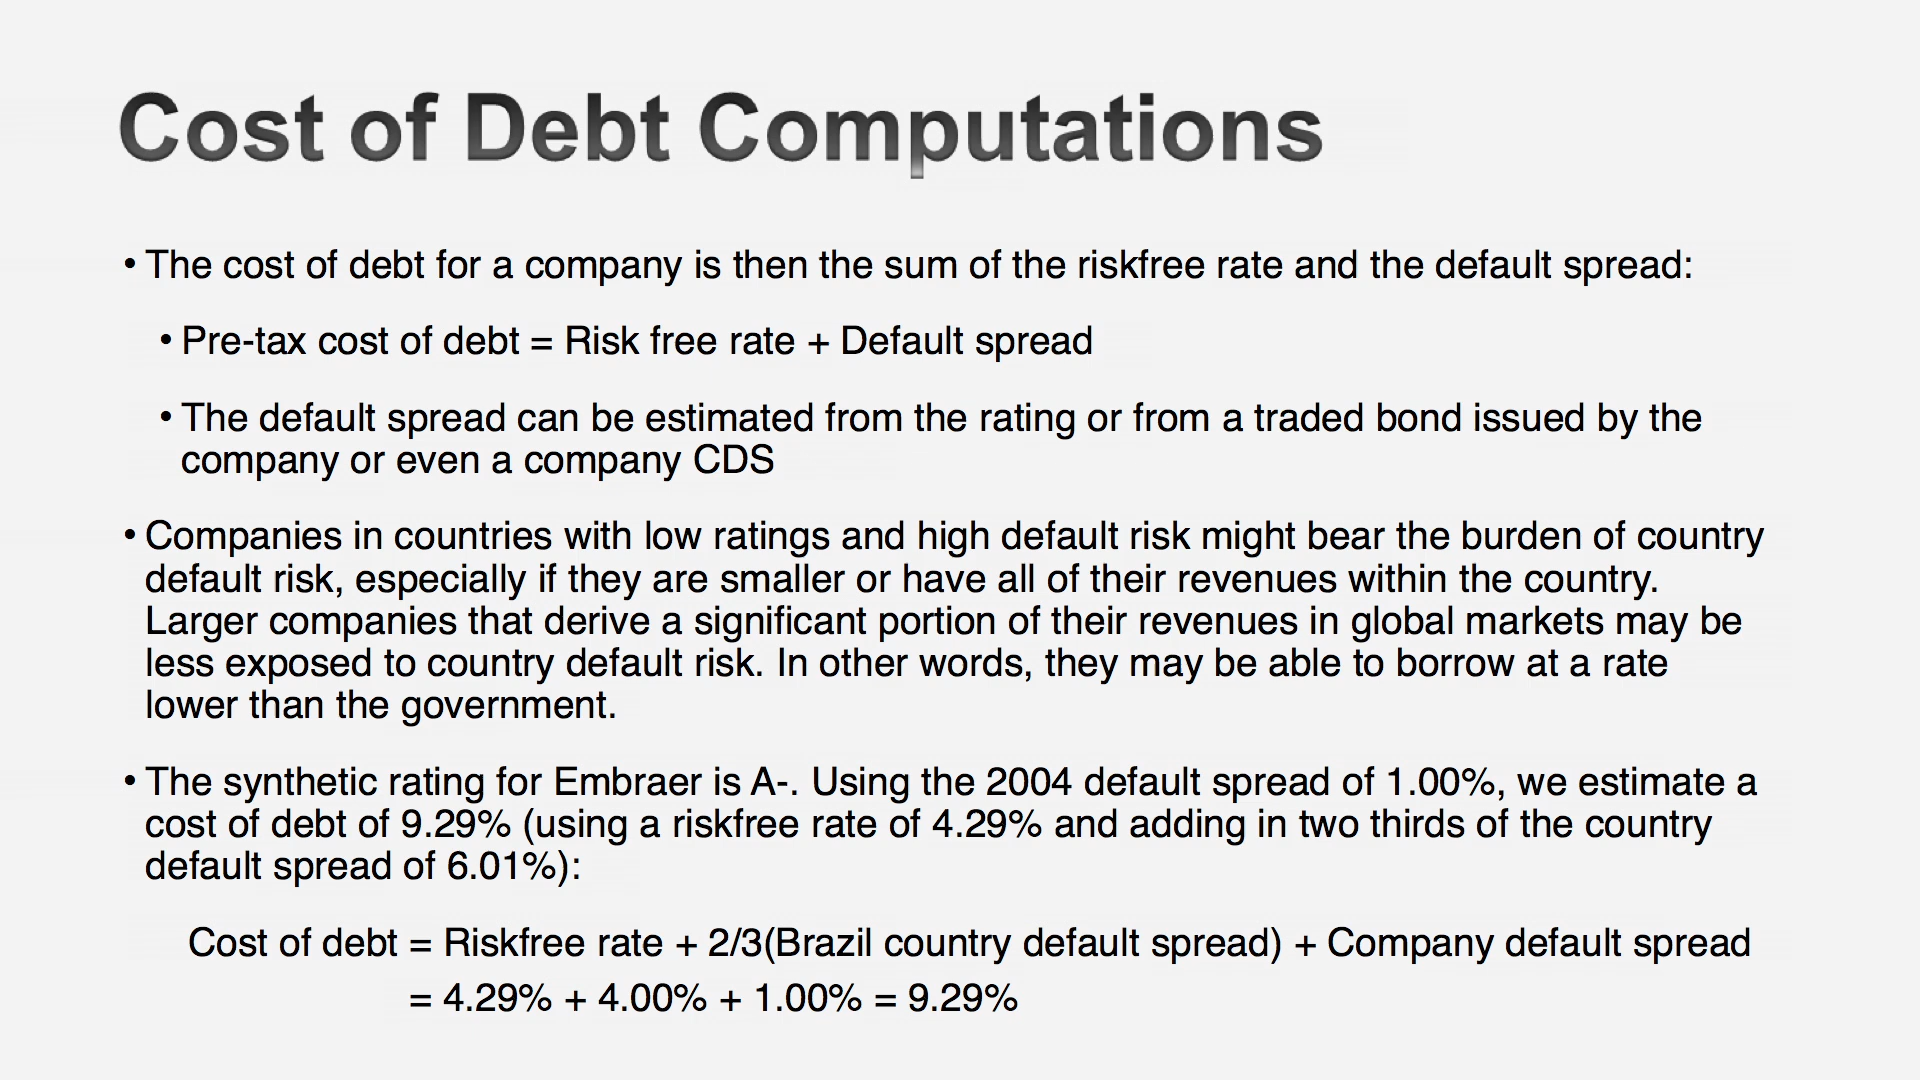 Cost of Debt Computations
• The cost of debt for a company is then the sum of the riskfree rate and the default spread:
• Pre-tax cost of debt = Risk free rate + Default spread
• The default spread can be estimated from the rating or from a traded bond issued by the
company or even a company CDS
• Companies in countries with low ratings and high default risk might bear the burden of country
default risk, especially if they are smaller or have all of their revenues within the country.
Larger companies that derive a significant portion of their revenues in global markets may be
less exposed to country default risk. In other words, they may be able to borrow at a rate
lower than the government.
• The synthetic rating for Embraer is A-. Using the 2004 default spread of 1.00%, we estimate a
cost of debt of 9.29% (using a riskfree rate of 4.29% and adding in two thirds of the country
default spread of 6.01%):
Cost of debt = Riskfree rate + 2/3(Brazil country default spread) + Company default spread
= 4.29% + 4.00% + 1.00% = 9.29%